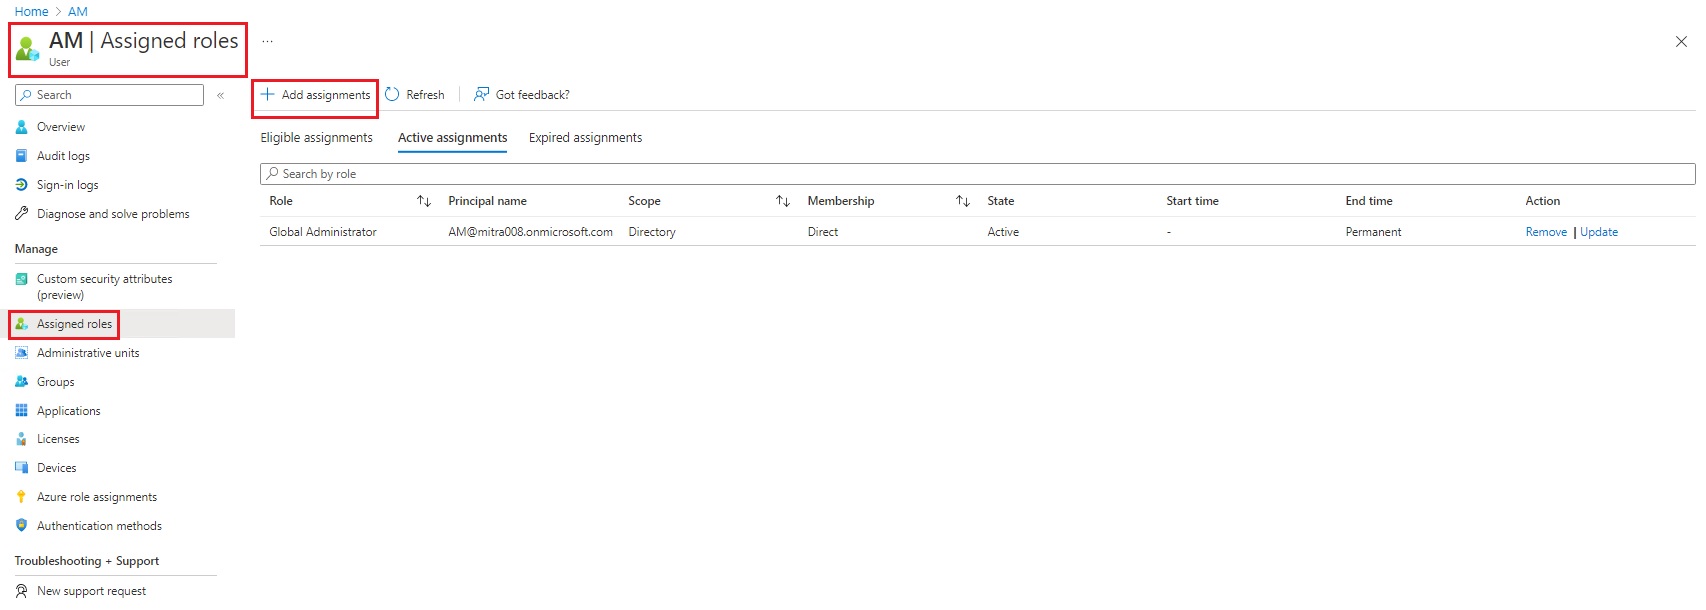 Home > AM
AM | Assigned roles ...
User
Search «
Overview
Audit logs
Sign-in logs
Diagnose and solve problems
Manage
Custom security attributes
(preview)
Assigned roles
Administrative units
Groups
Applications
Licenses
Devices
Azure role assignments
Authentication methods
Troubleshooting + Support
New support request
+ Add assignments Refresh Got feedback?
Eligible assignments Active assignments Expired assignments
Search by role
Role Principal name Scope Membership State Start time End time Action
Global Administrator AM@mitra008.onmicrosoft.com Directory Direct Active - Permanent Remove | Update